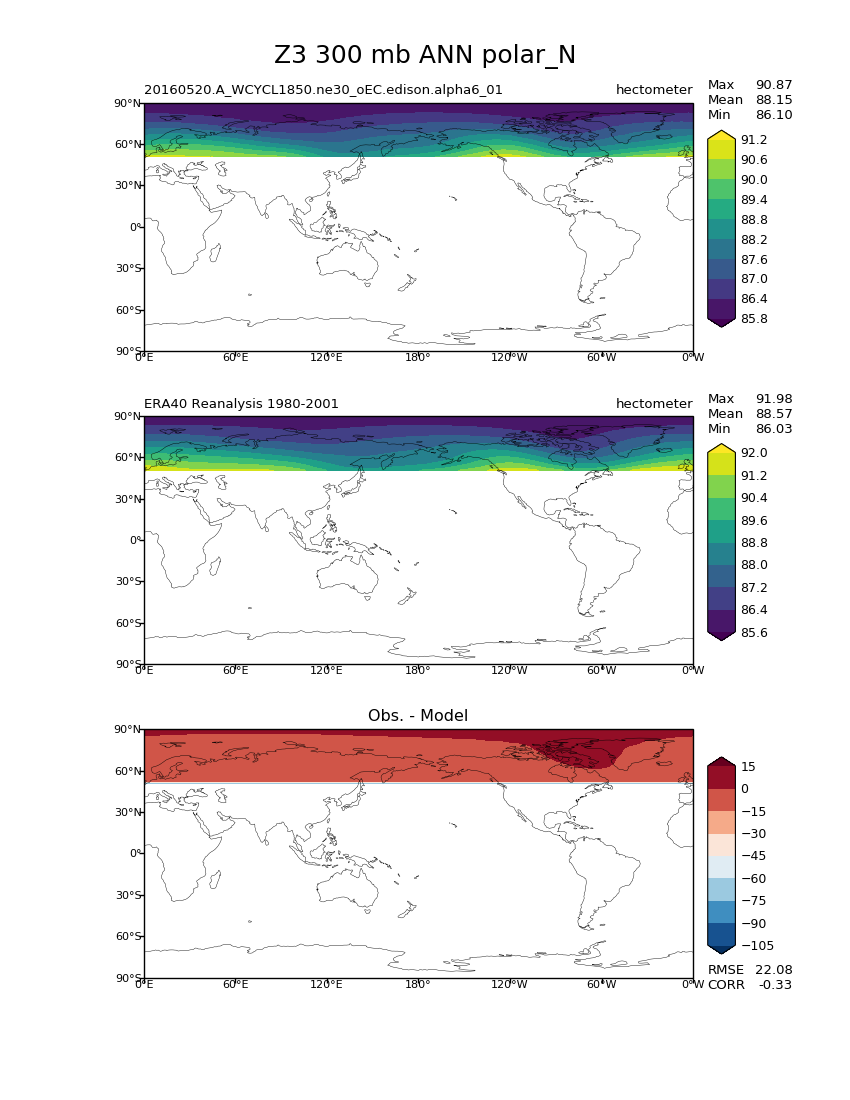 Z3 300 mb ANN polar_N
20160520.A_WCYCL1850.ne30_oEC.edison.alpha6_01 hectometer
Max 90.87
Mean 88.15
Min 86.10
90°N
60°N
30°N
0°
30°S
60°S
90°S
0°E 60°E 120°E 180° 120°W 60°W 0°W
91.2
90.6
90.0
89.4
88.8
88.2
87.6
87.0
86.4
85.8
ERA40 Reanalysis 1980-2001 hectometer
Max 91.98
Mean 88.57
Min 86.03
90°N
60°N
30°N
0°
30°S
60°S
90°S
0°E 60°E 120°E 180° 120°W 60°W 0°W
92.0
91.2
90.4
89.6
88.8
88.0
87.2
86.4
85.6
Obs. - Model
90°N
60°N
30°N
0°
30°S
60°S
90°S
0°E 60°E 120°E 180° 120°W 60°W 0°W
15
0
−15
−30
−45
−60
−75
−90
−105
RMSE 22.08
CORR -0.33